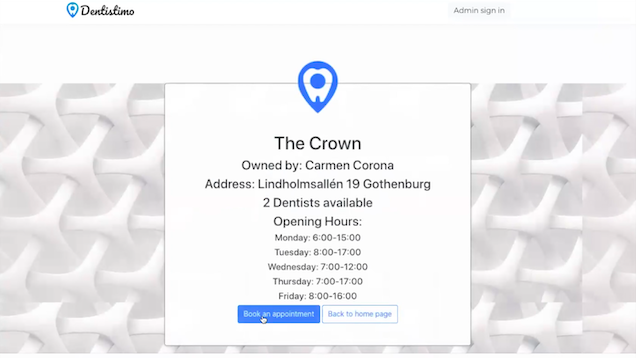 Dentistimo
Admin sign in
The Crown
Owned by: Carmen Corona
Address: Lindholmsallén 19 Gothenburg
2 Dentists available
Opening Hours:
Monday: 6:00-15:00
Tuesday: 8:00-17:00
Wednesday: 7:00-12:00
Thursday: 7:00-17:00
Friday: 8:00-16:00
Book an appointment
Back to home page